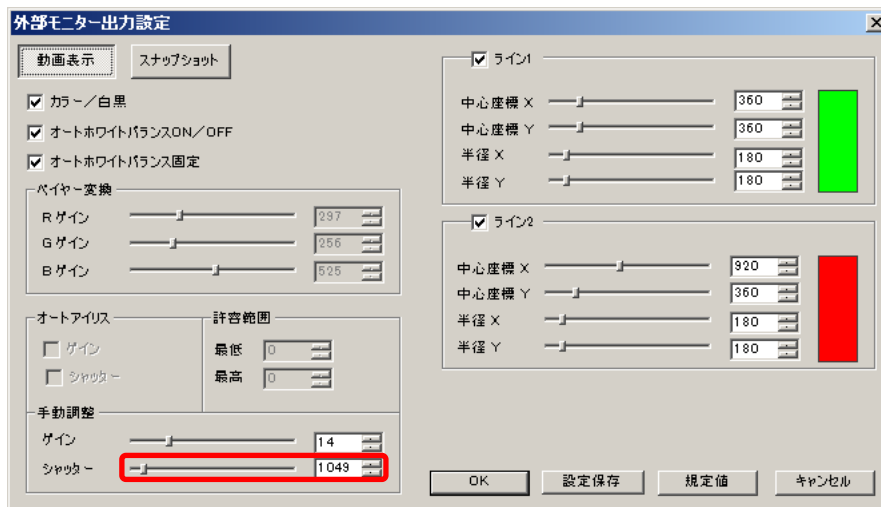 外部モニター出力設定
動画表示
スナップショット
カラー／白黒
オートホワイトバランスON／OFF
オートホワイトバランス固定
ベイヤー変換
Rゲイン 297
Gゲイン 256
Bゲイン 525
オートアイリス
ゲイン
シャッター
許容範囲
最低 0
最高 0
手動調整
ゲイン 14
シャッター 1049
ライン1
中心座標 X 360
中心座標 Y 360
半径 X 180
半径 Y 180
ライン2
中心座標 X 920
中心座標 Y 360
半径 X 180
半径 Y 180
OK
設定保存
規定値
キャンセル